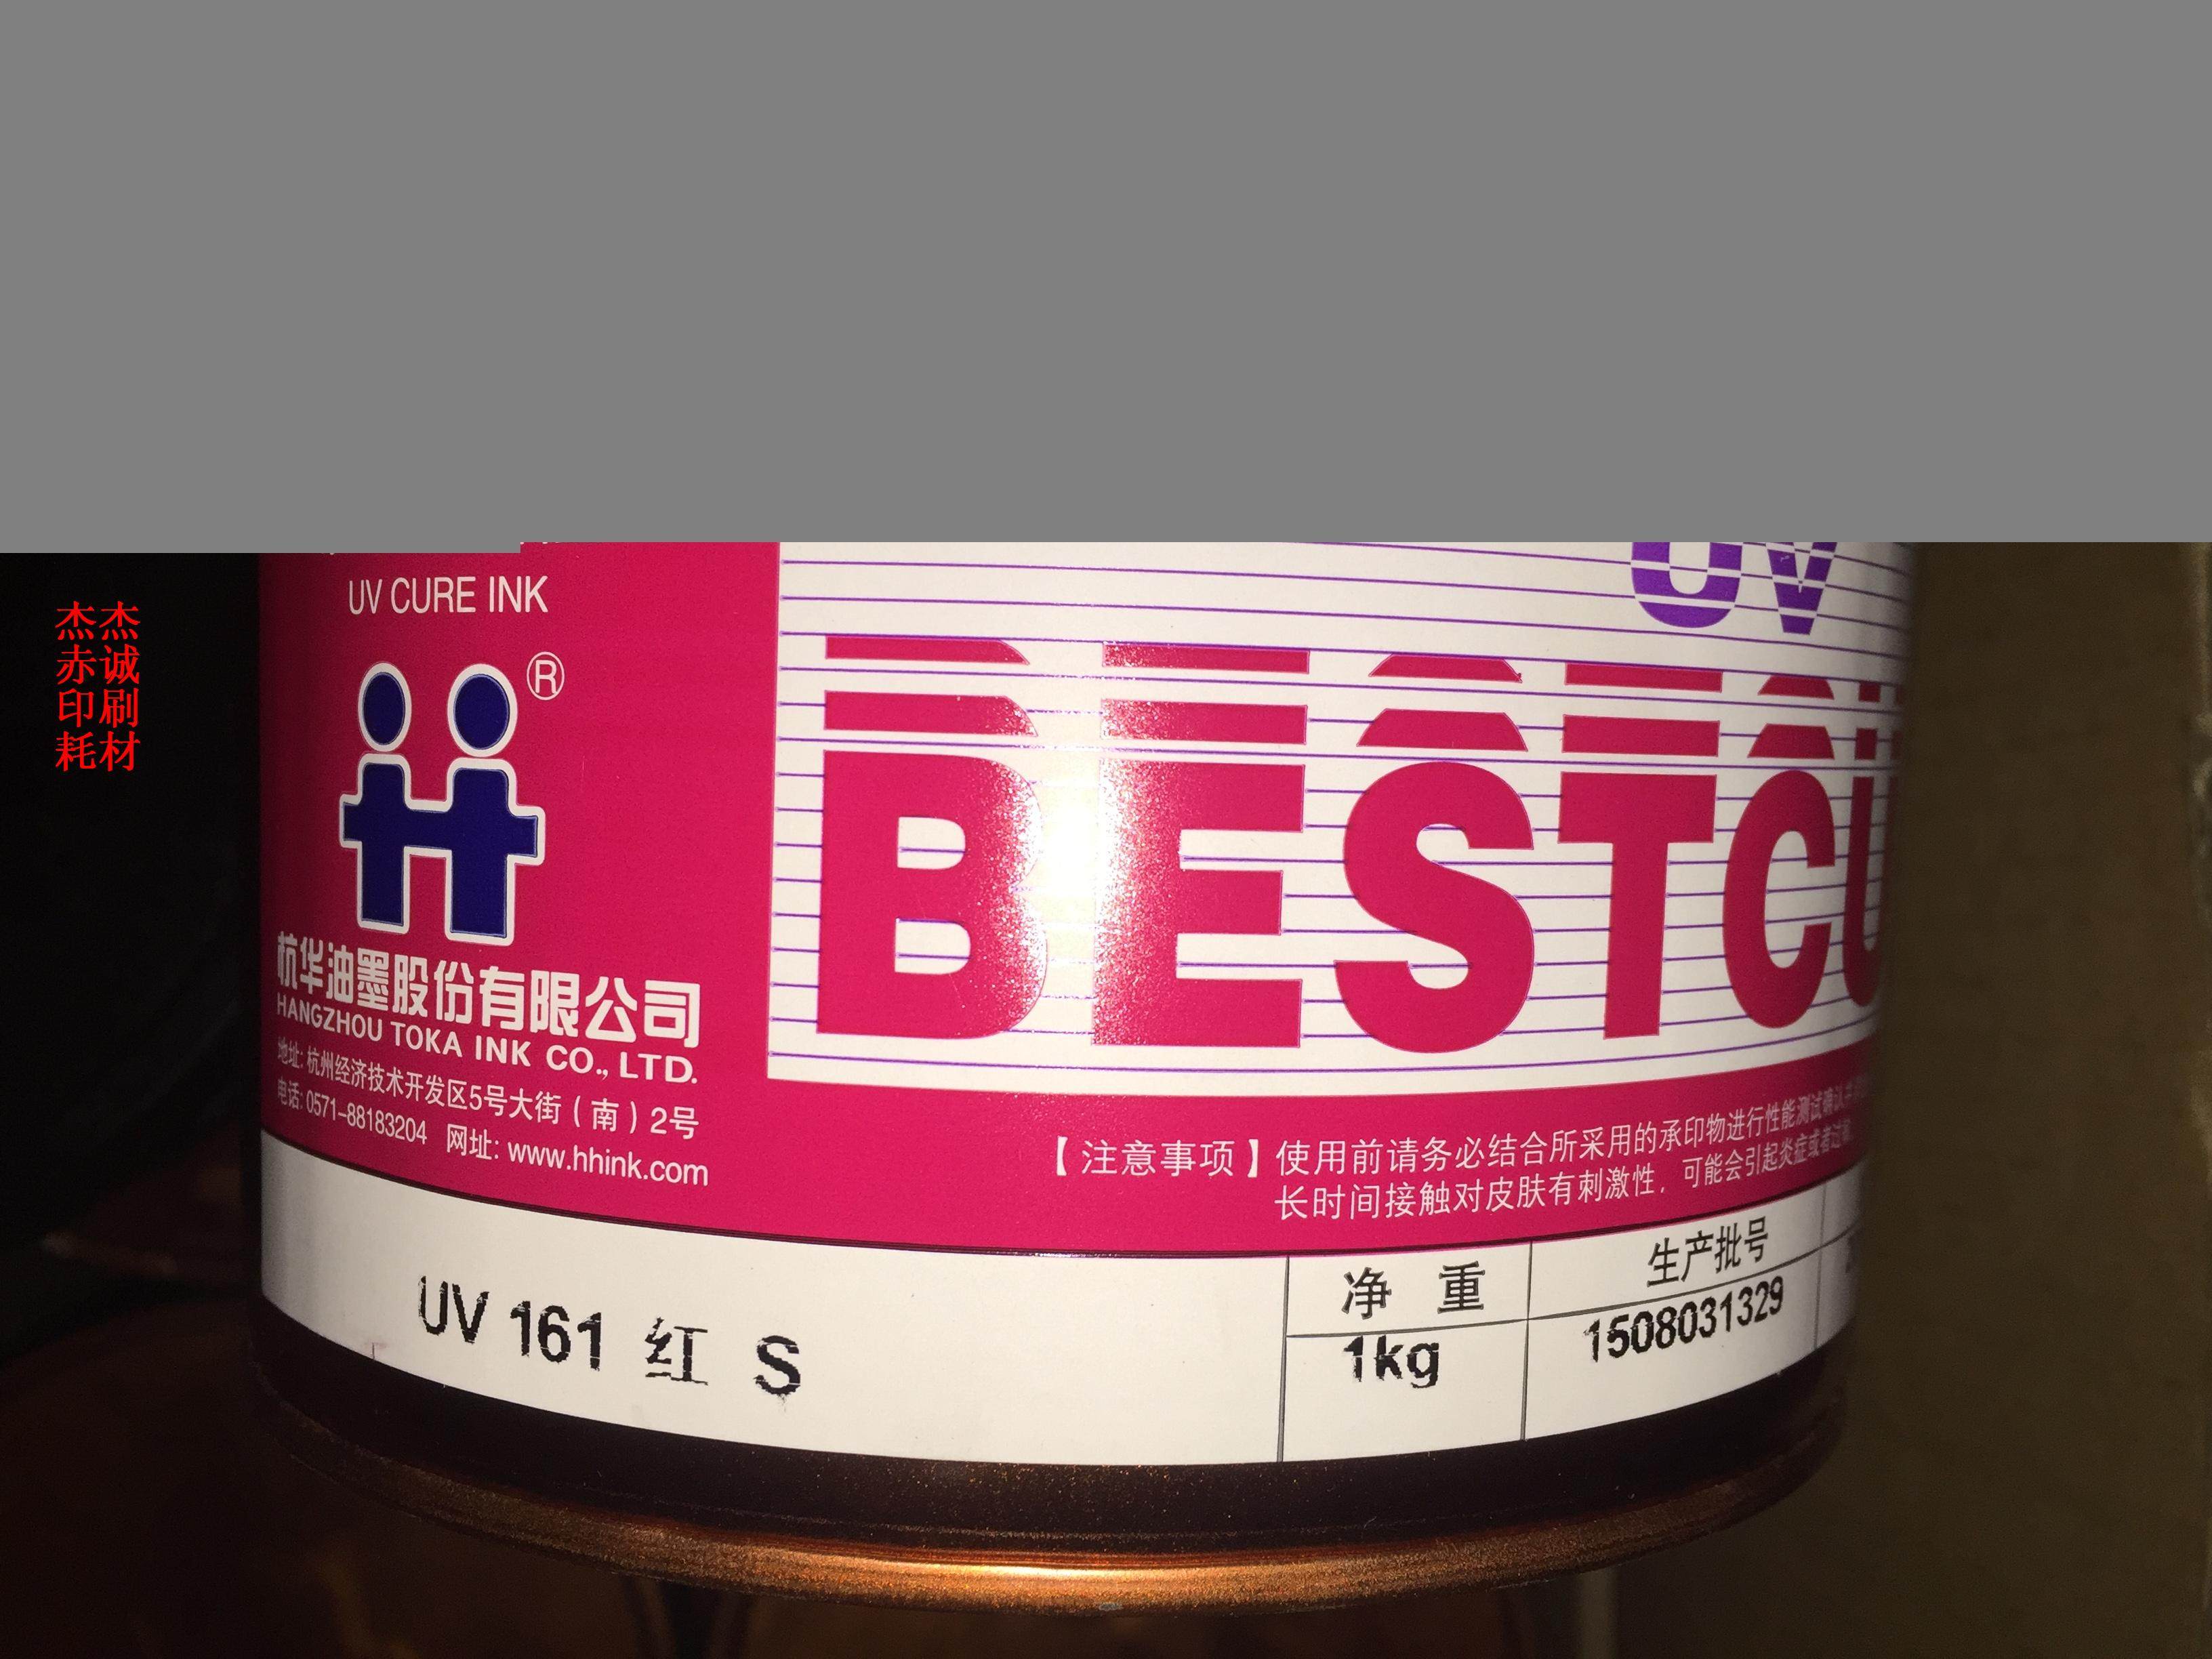 杰杰
赤诚
印刷
耗材
UV CURE INK
®
杭华油墨股份有限公司
HANGZHOU TOKA INK CO., LTD.
地址: 杭州经济技术开发区5号大街（南）2号
电话: 0571-88183204 网址: www.hhink.com
UV
BESTCU
【注意事项】使用前请务必结合所采用的承印物进行性能测试确认
长时间接触对皮肤有刺激性，可能会引起炎症或者过
UV 161 红 S
净 重
1kg
生产批号
1508031329